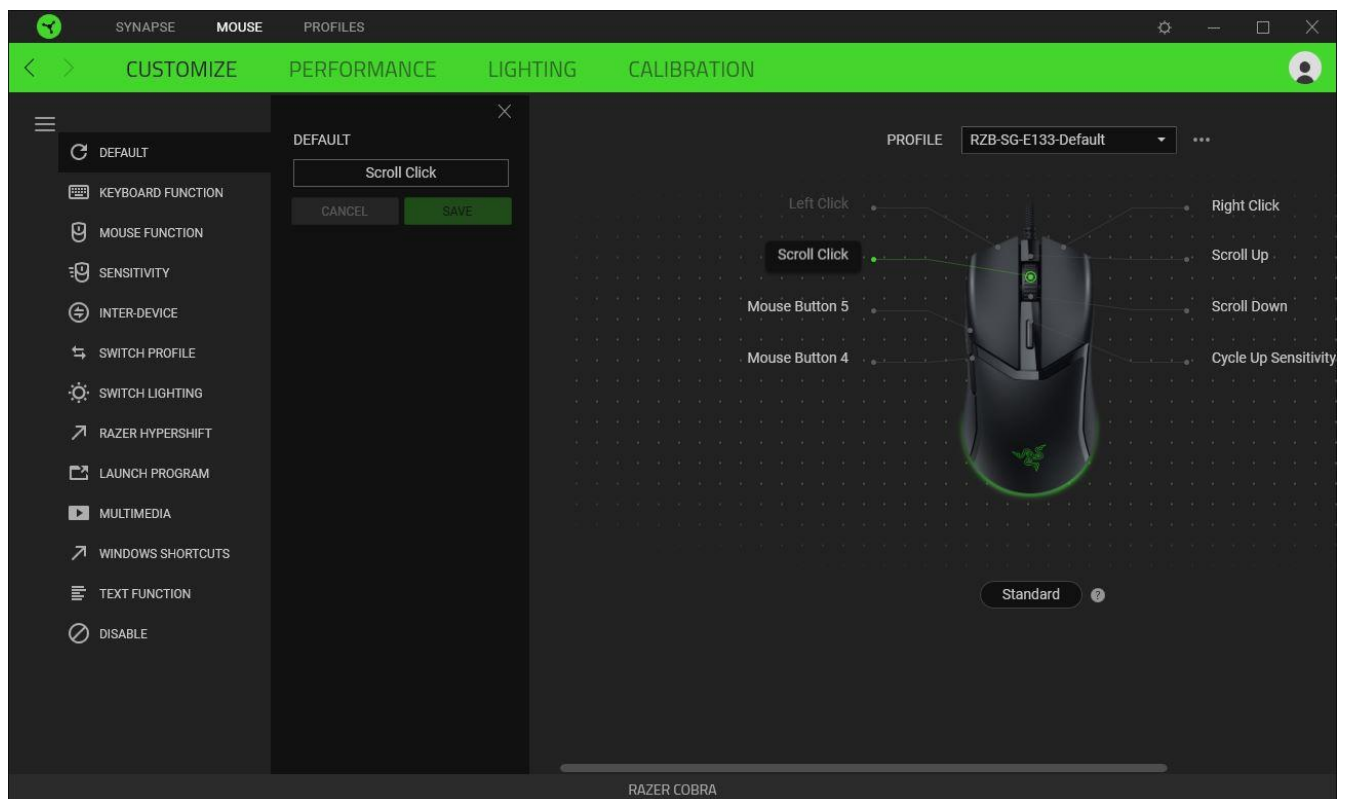 SYNAPSE MOUSE PROFILES
CUSTOMIZE PERFORMANCE LIGHTING CALIBRATION
DEFAULT
KEYBOARD FUNCTION
MOUSE FUNCTION
SENSITIVITY
INTER-DEVICE
SWITCH PROFILE
SWITCH LIGHTING
RAZER HYPERSHIFT
LAUNCH PROGRAM
MULTIMEDIA
WINDOWS SHORTCUTS
TEXT FUNCTION
DISABLE
DEFAULT
Scroll Click
CANCEL SAVE
PROFILE RZB-SG-E133-Default
Left Click
Scroll Click
Mouse Button 5
Mouse Button 4
Right Click
Scroll Up
Scroll Down
Cycle Up Sensitivity
Standard ?
RAZER COBRA